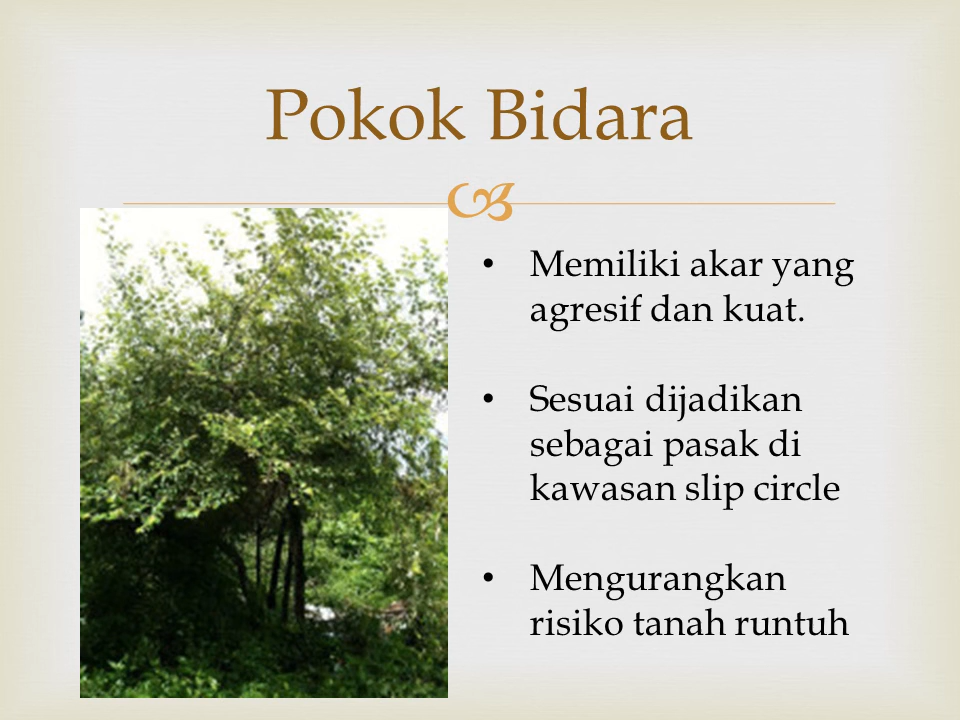 Pokok Bidara
• Memiliki akar yang
agresif dan kuat.
• Sesuai dijadikan
sebagai pasak di
kawasan slip circle
• Mengurangkan
risiko tanah runtuh